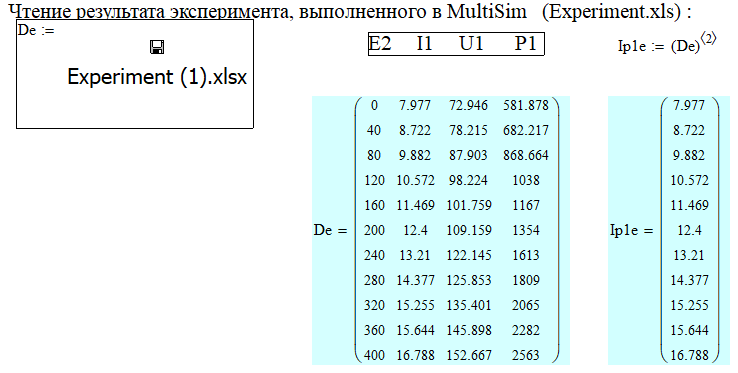 Чтение результата эксперимента, выполненного в MultiSim (Experiment.xls) :
De :=
Experiment (1).xlsx
E2 I1 U1 P1
Ip1e := (De)⟨2⟩
De =
0 7.977 72.946 581.878
40 8.722 78.215 682.217
80 9.882 87.903 868.664
120 10.572 98.224 1038
160 11.469 101.759 1167
200 12.4 109.159 1354
240 13.21 122.145 1613
280 14.377 125.853 1809
320 15.255 135.401 2065
360 15.644 145.898 2282
400 16.788 152.667 2563
Ip1e =
7.977
8.722
9.882
10.572
11.469
12.4
13.21
14.377
15.255
15.644
16.788